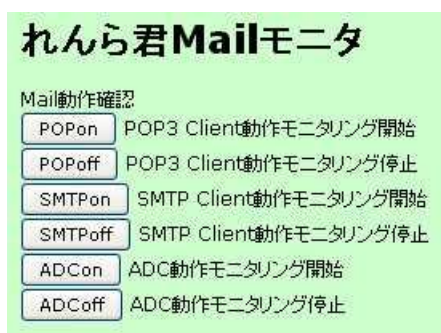 れんら君Mailモニタ
Mail動作確認
POPon POP3 Client動作モニタリング開始
POPoff POP3 Client動作モニタリング停止
SMTPon SMTP Client動作モニタリング開始
SMTPoff SMTP Client動作モニタリング停止
ADCon ADC動作モニタリング開始
ADCoff ADC動作モニタリング停止